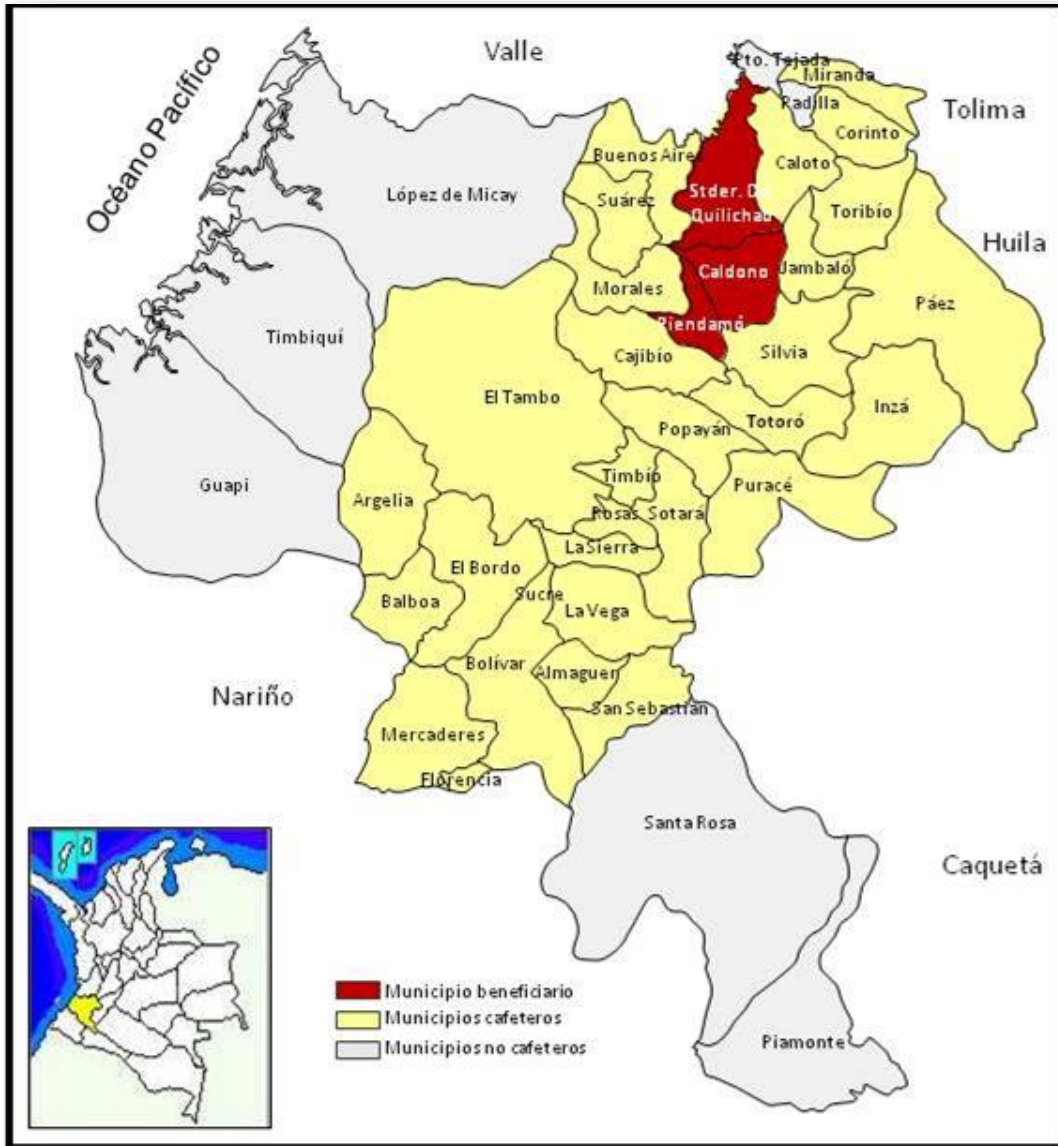 Valle
Océano Pacífico
Pto. Tejada
Miranda
Padilla
Tolima
Corinto
Buenos Aires
Caloto
López de Micay
Suárez
Stder. De
Quilichao
Toribío
Huila
Caldono
Jambaló
Morales
Páez
Timbiquí
Piendamó
Cajibío
Silvia
El Tambo
Inzá
Totoró
Popayán
Guapi
Timbío
Puracé
Argelia
Rosas
Sotará
La Sierra
El Bordo
Sucre
Balboa
La Vega
Bolívar
Almaguer
Nariño
San Sebastián
Mercaderes
Florencia
Santa Rosa
Caquetá
Municipio beneficiario
Municipios cafeteros
Municipios no cafeteros
Piamonte